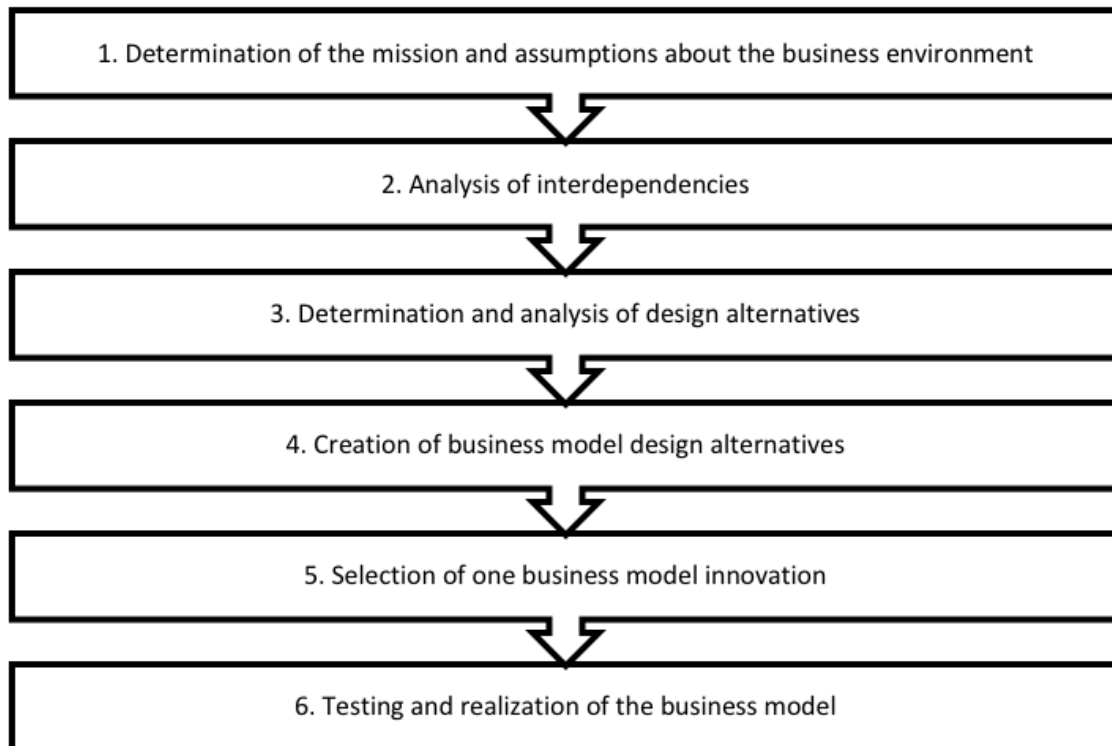 1. Determination of the mission and assumptions about the business environment
2. Analysis of interdependencies
3. Determination and analysis of design alternatives
4. Creation of business model design alternatives
5. Selection of one business model innovation
6. Testing and realization of the business model